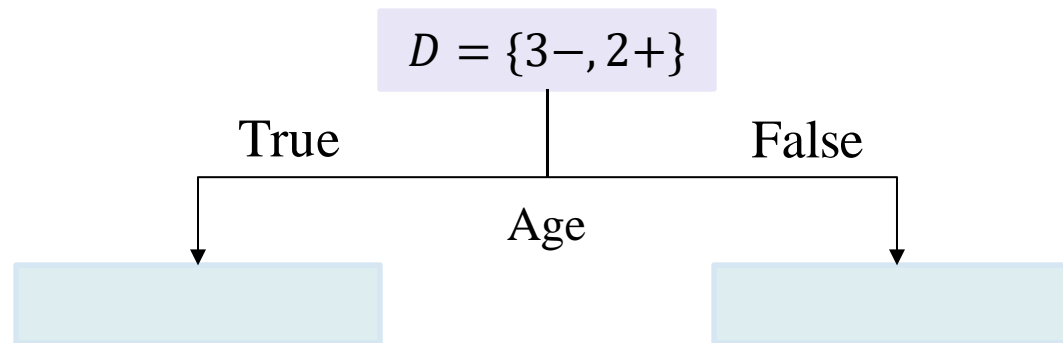 D = {3−, 2+}
True
False
Age